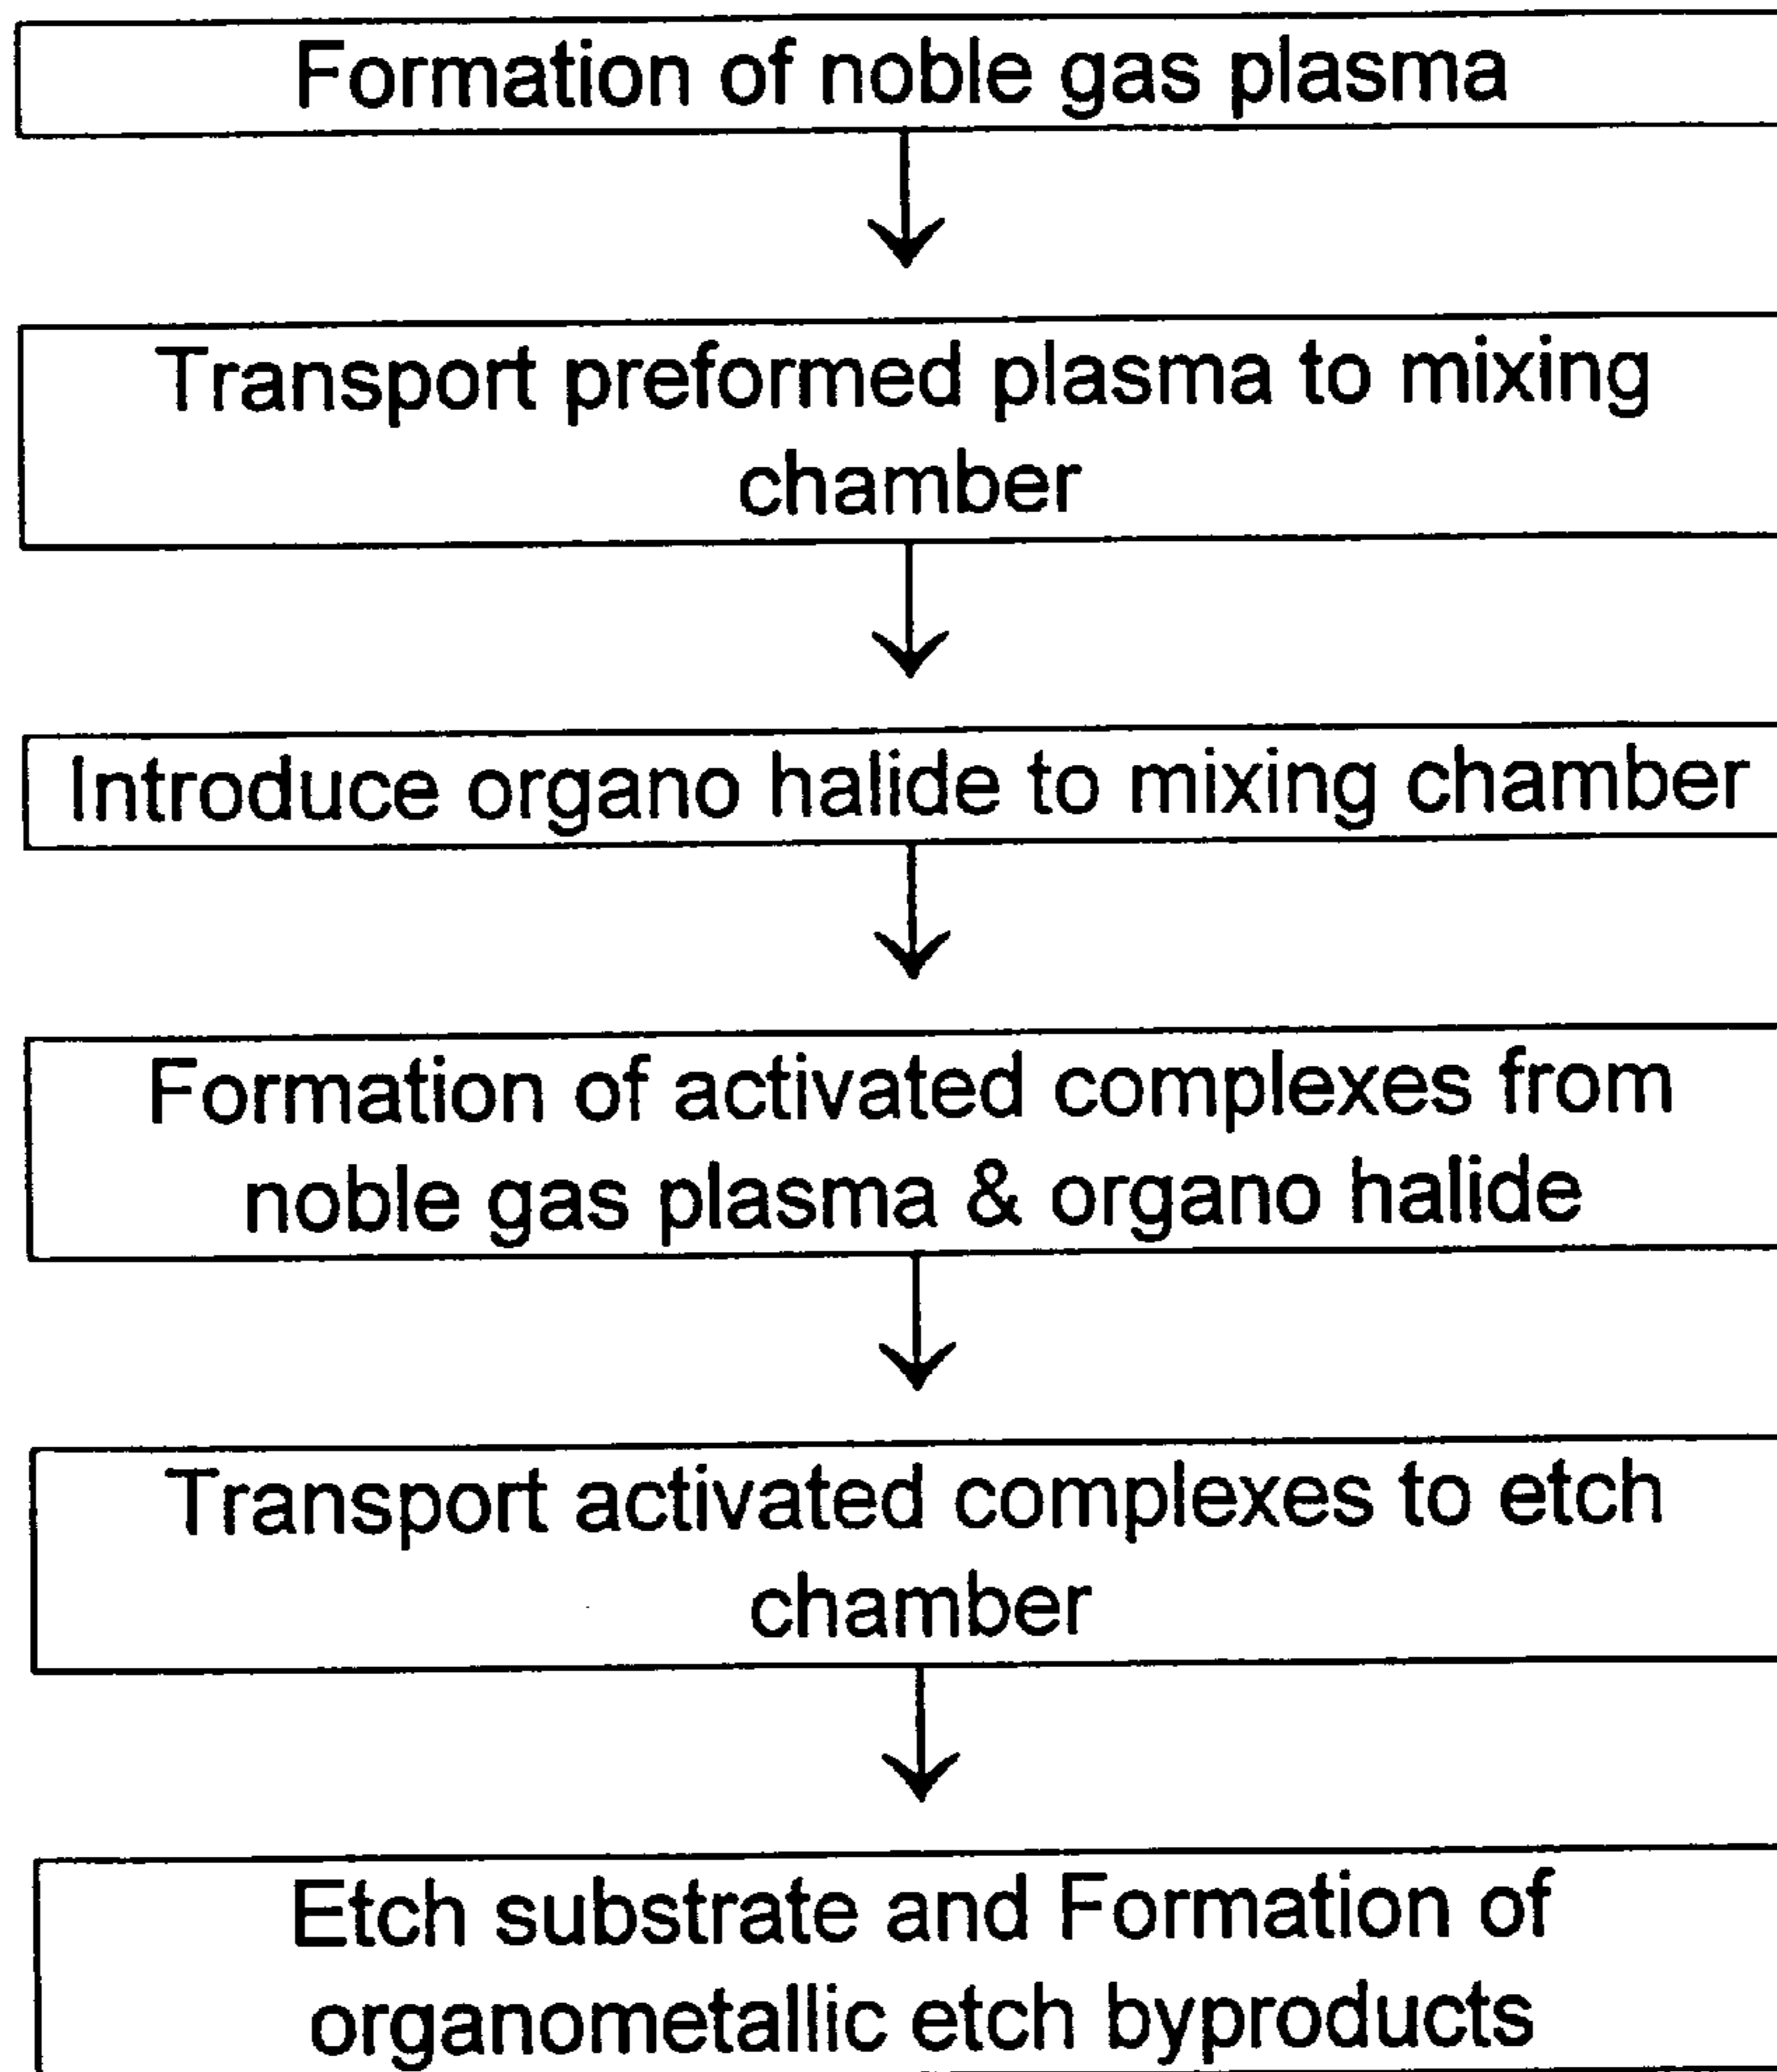 Formation of noble gas plasma
Transport preformed plasma to mixing
chamber
Introduce organo halide to mixing chamber
Formation of activated complexes from
noble gas plasma & organo halide
Transport activated complexes to etch
chamber
Etch substrate and Formation of
organometallic etch byproducts